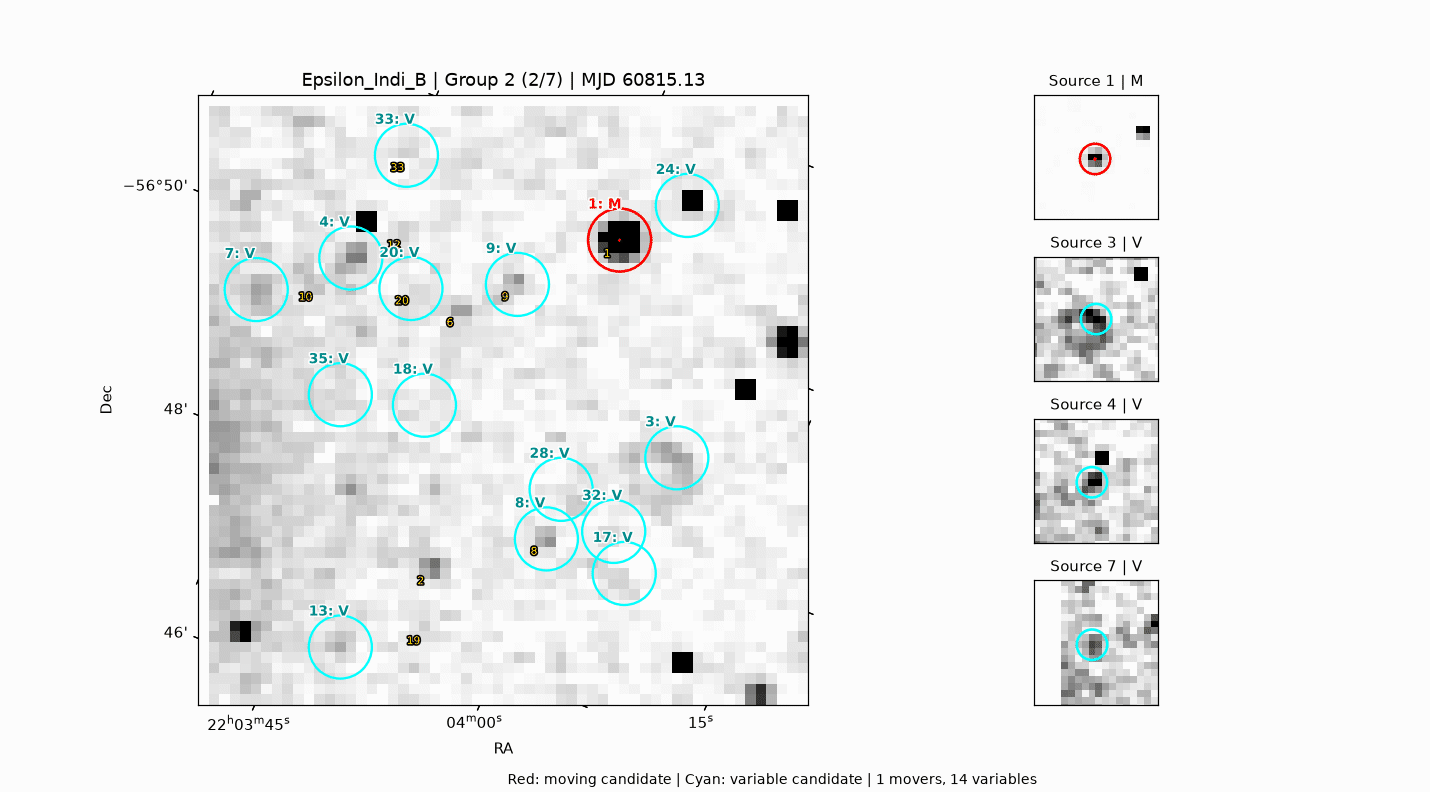 Epsilon_Indi_B | Group 2 (2/7) | MJD 60815.13
Source 1 | M
33: V
33
24: V
−56°50'
1: M
4: V
12
20: V
9: V
7: V
1
10
20
9
6
Source 3 | V
35: V
18: V
Dec
48'
3: V
Source 4 | V
28: V
32: V
8: V
17: V
8
2
Source 7 | V
13: V
46'
19
22ʰ03ᵐ45ˢ
04ᵐ00ˢ
15ˢ
RA
Red: moving candidate | Cyan: variable candidate | 1 movers, 14 variables